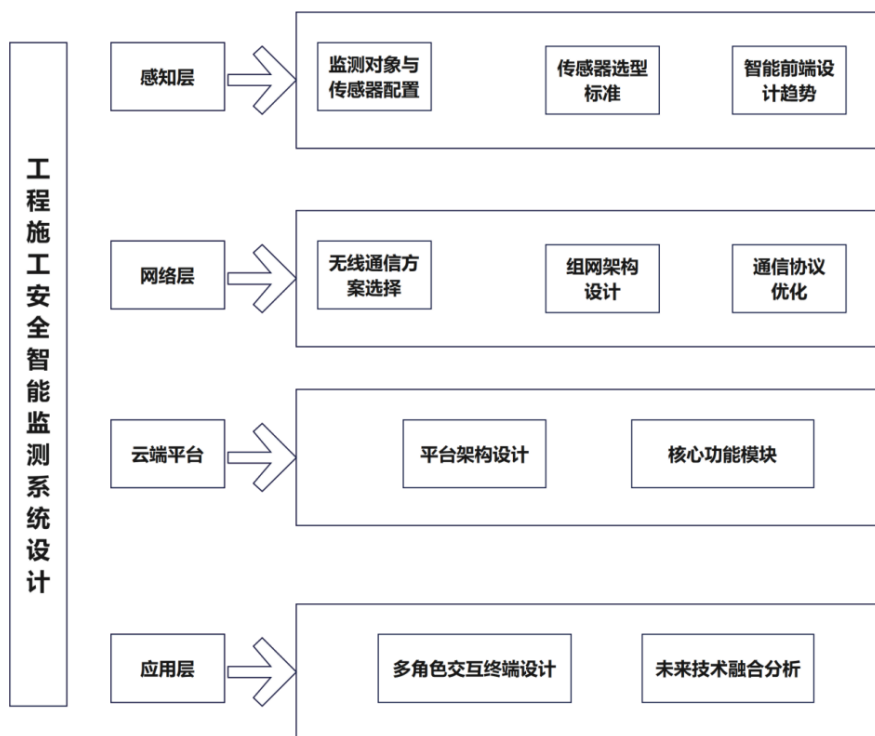 工程施工安全智能监测系统设计
感知层
监测对象与
传感器配置
传感器选型
标准
智能前端设
计趋势
网络层
无线通信方
案选择
组网架构
设计
通信协议
优化
云端平台
平台架构设计
核心功能模块
应用层
多角色交互终端设计
未来技术融合分析